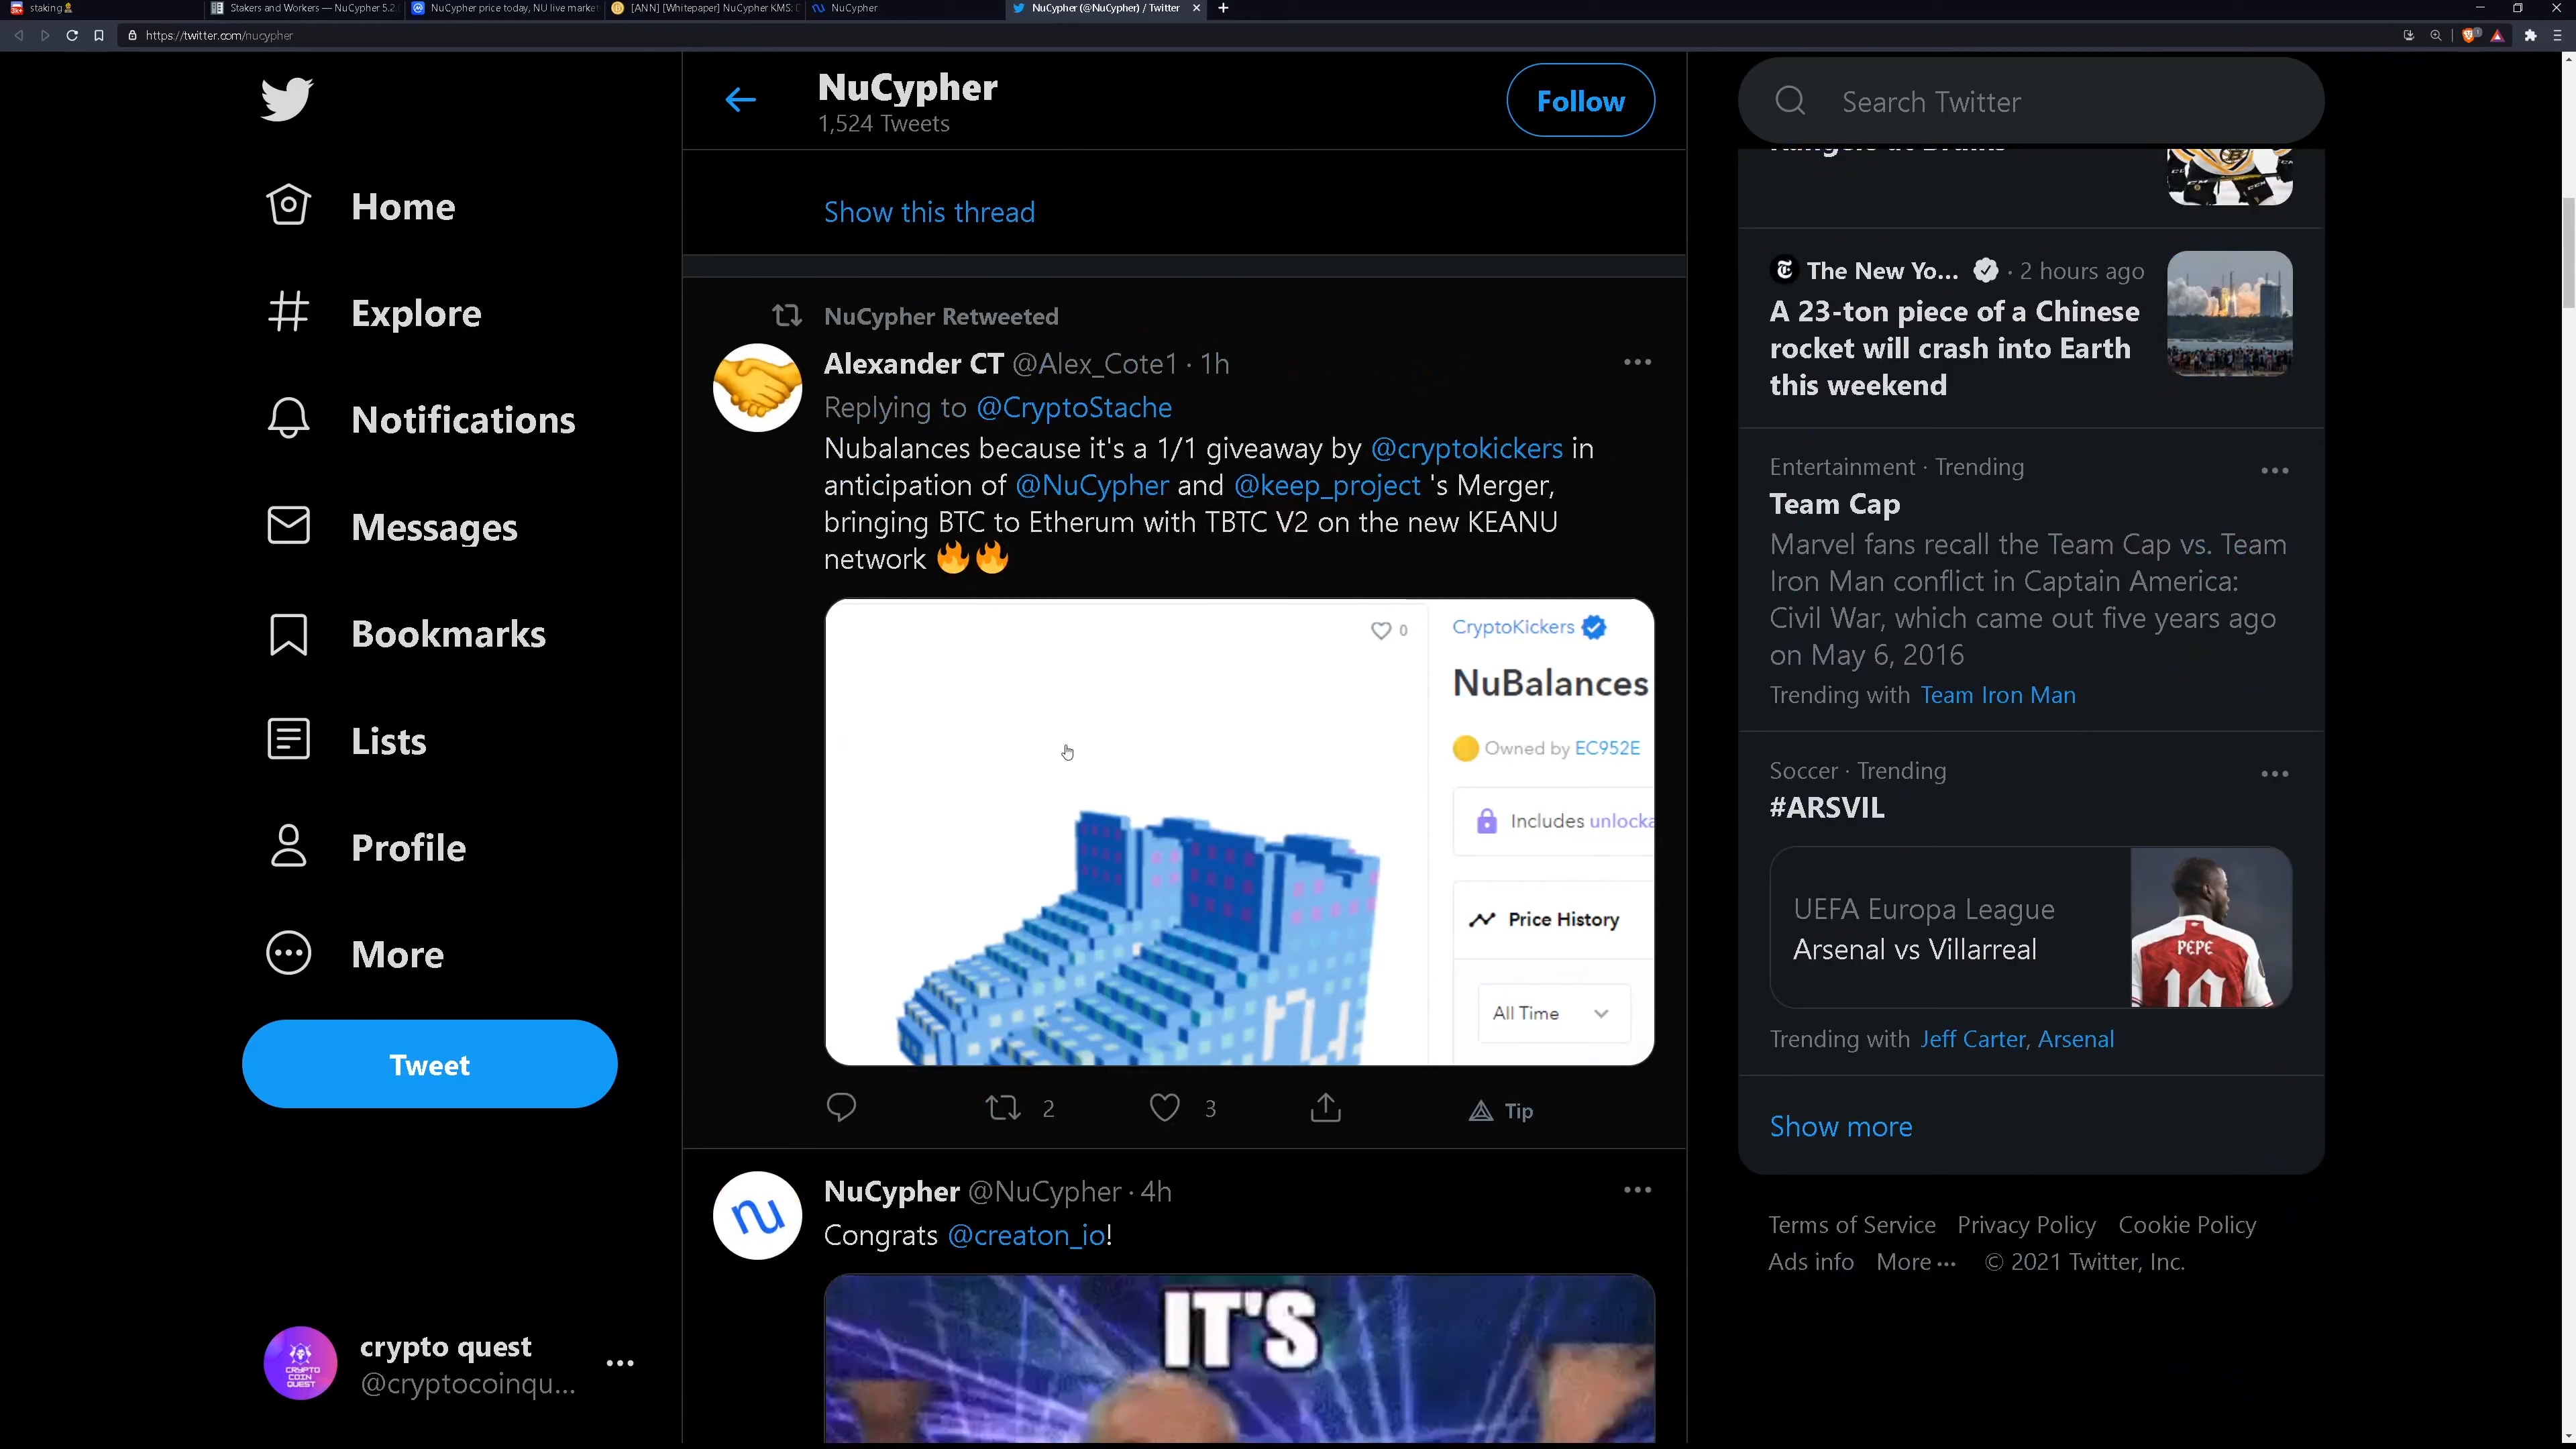 staking
Stakers and Workers — NuCypher 5.2
NuCypher price today, NU live market
[ANN] [Whitepaper] NuCypher KMS: D
NuCypher
NuCypher (@NuCypher) / Twitter
https://twitter.com/nucypher
Home
Explore
Notifications
Messages
Bookmarks
Lists
Profile
More
Tweet
crypto quest
@cryptocoinqu...
CRYPTO
COIN
QUEST
NuCypher
1,524 Tweets
Follow
Show this thread
NuCypher Retweeted
Alexander CT @Alex_Cote1 · 1h
Replying to @CryptoStache
Nubalances because it's a 1/1 giveaway by @cryptokickers in
anticipation of @NuCypher and @keep_project 's Merger,
bringing BTC to Etherum with TBTC V2 on the new KEANU
network 🔥🔥
0
CryptoKickers
NuBalances
Owned by EC952E
Includes unlocka
Price History
All Time
nu
2
3
Tip
nu
NuCypher @NuCypher · 4h
Congrats @creaton_io!
IT'S
Search Twitter
The New Yo... · 2 hours ago
A 23-ton piece of a Chinese
rocket will crash into Earth
this weekend
Entertainment · Trending
Team Cap
Marvel fans recall the Team Cap vs. Team
Iron Man conflict in Captain America:
Civil War, which came out five years ago
on May 6, 2016
Trending with Team Iron Man
Soccer · Trending
#ARSVIL
UEFA Europa League
Arsenal vs Villarreal
PEPE
19
Trending with Jeff Carter, Arsenal
Show more
Terms of Service Privacy Policy Cookie Policy
Ads info More ··· © 2021 Twitter, Inc.